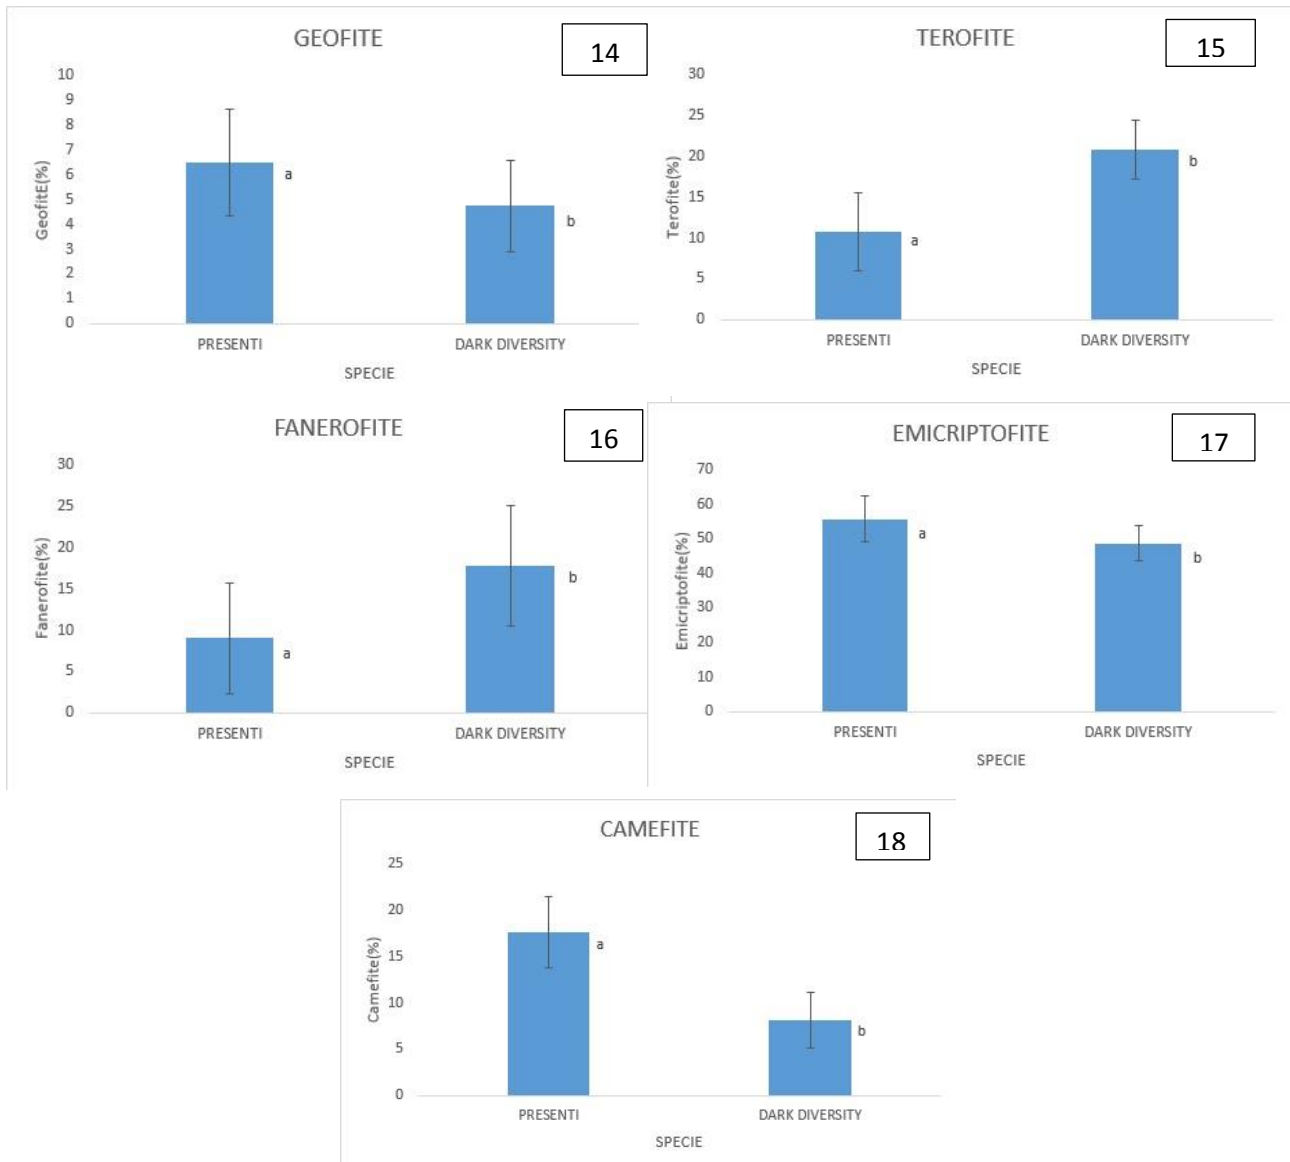 GEOFITE
14
10
9
8
7
6
5
4
3
2
1
0
GeofitE(%)
a
b
PRESENTI
DARK DIVERSITY
SPECIE
TEROFITE
15
30
25
20
15
10
5
0
Terofite(%)
a
b
PRESENTI
DARK DIVERSITY
SPECIE
FANEROFITE
16
30
25
20
15
10
5
0
Fanerofite(%)
a
b
PRESENTI
DARK DIVERSITY
SPECIE
EMICRIPTOFITE
17
70
60
50
40
30
20
10
0
Emicriptofite(%)
a
b
PRESENTI
DARK DIVERSITY
SPECIE
CAMEFITE
18
25
20
15
10
5
0
Camefite(%)
a
b
PRESENTI
DARK DIVERSITY
SPECIE